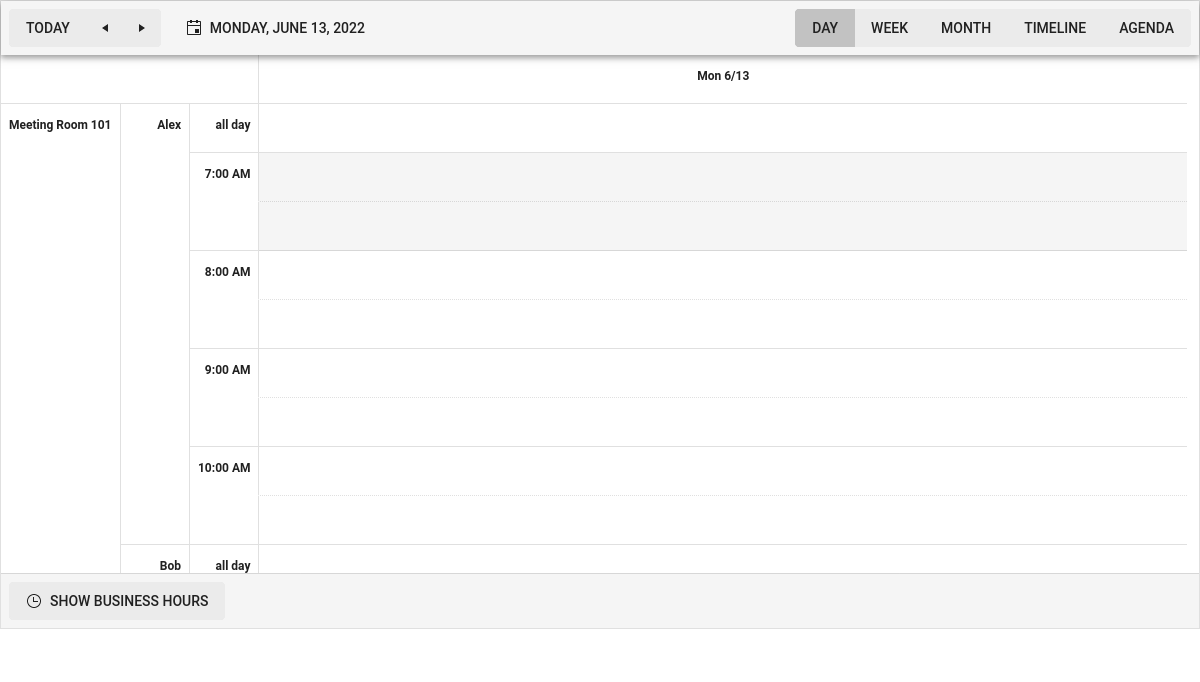 TODAY
MONDAY, JUNE 13, 2022
DAY
WEEK
MONTH
TIMELINE
AGENDA
Mon 6/13
Meeting Room 101
Alex
all day
7:00 AM
8:00 AM
9:00 AM
10:00 AM
Bob
all day
SHOW BUSINESS HOURS